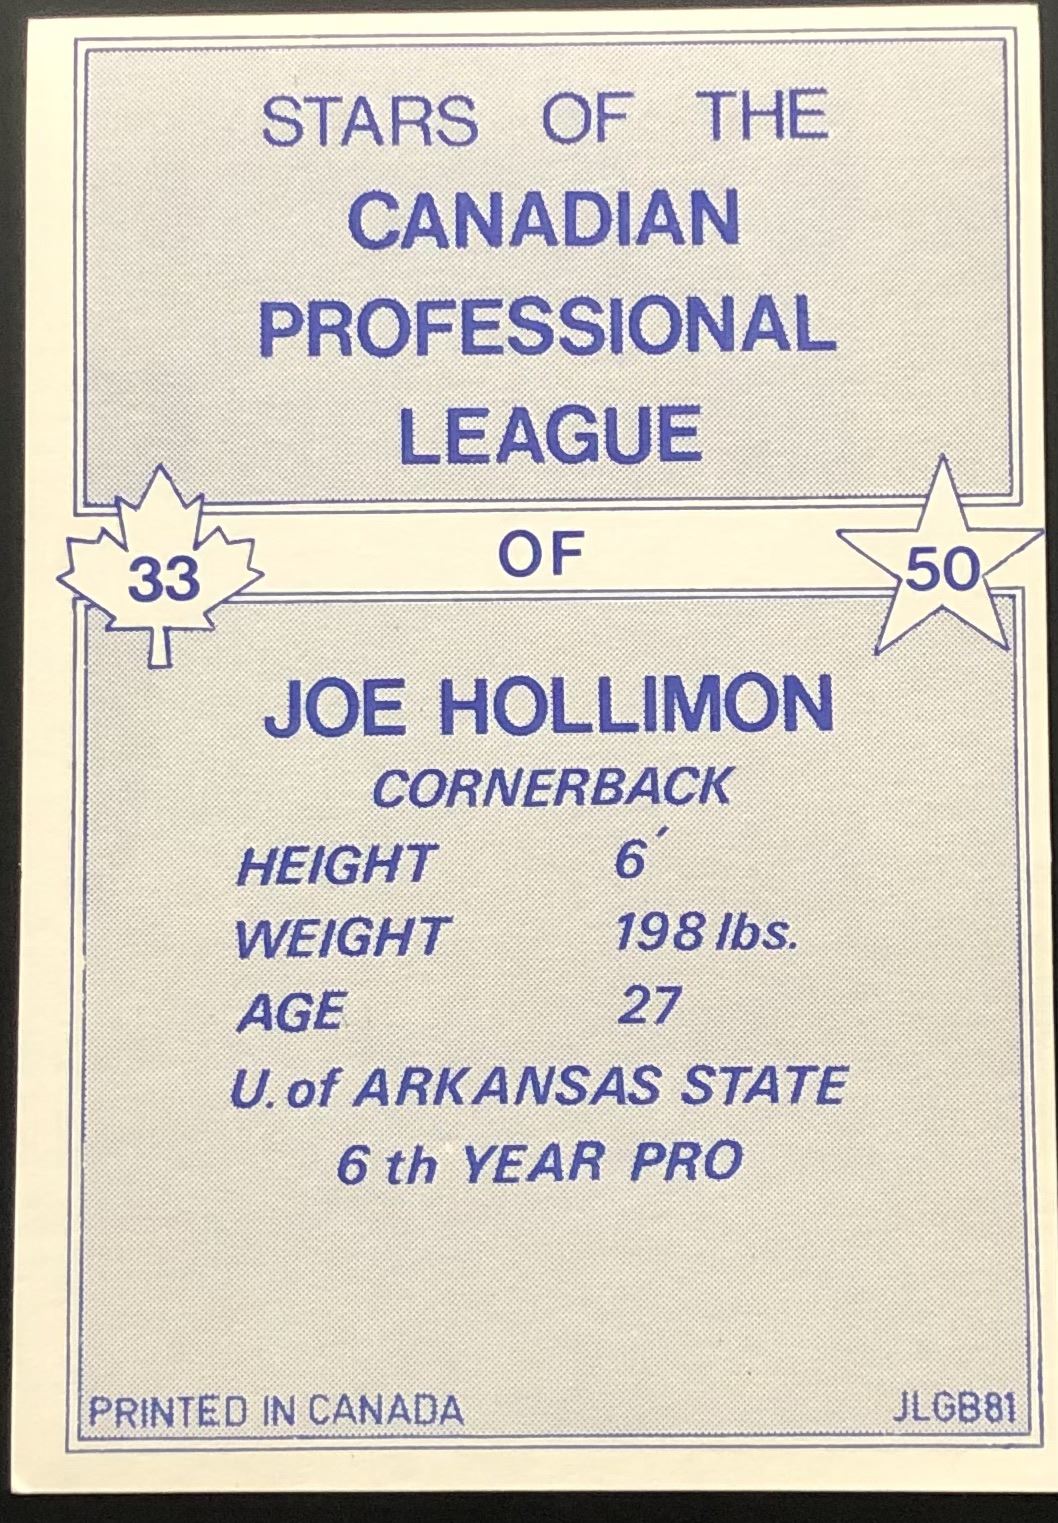 STARS OF THE
CANADIAN
PROFESSIONAL
LEAGUE
33 OF 50
JOE HOLLIMON
CORNERBACK
HEIGHT 6´
WEIGHT 198 lbs.
AGE 27
U. of ARKANSAS STATE
6 th YEAR PRO
PRINTED IN CANADA JLGB81